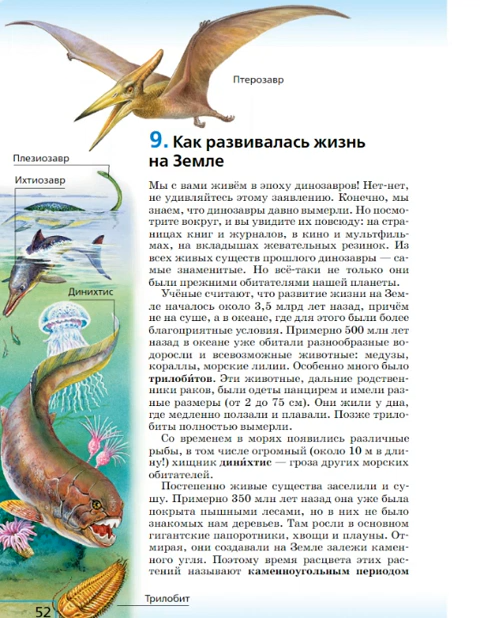 Птерозавр
9. Как развивалась жизнь
на Земле
Плезиозавр
Ихтиозавр
Динихтис
Мы с вами живём в эпоху динозавров! Нет-нет,
не удивляйтесь этому заявлению. Конечно, мы
знаем, что динозавры давно вымерли. Но посмо-
трите вокруг, и вы увидите их повсюду: на стра-
ницах книг и журналов, в кино и мультфиль-
мах, на вкладышах жевательных резинок. Из
всех живых существ прошлого динозавры — са-
мые знаменитые. Но всё-таки не только они
были прежними обитателями нашей планеты.
Учёные считают, что развитие жизни на Зем-
ле началось около 3,5 млрд лет назад, причём
не на суше, а в океане, где для этого были более
благоприятные условия. Примерно 500 млн лет
назад в океане уже обитали разнообразные во-
доросли и всевозможные животные: медузы,
кораллы, морские лилии. Особенно много было
трилоби́тов. Эти животные, дальние родствен-
ники раков, были одеты панцирем и имели раз-
ные размеры (от 2 до 75 см). Они жили у дна,
где медленно ползали и плавали. Позже трило-
биты полностью вымерли.
Со временем в морях появились различные
рыбы, в том числе огромный (около 10 м в дли-
ну!) хищник дини́хтис — гроза других морских
обитателей.
Постепенно живые существа заселили и су-
шу. Примерно 350 млн лет назад она уже была
покрыта пышными лесами, но в них не было
знакомых нам деревьев. Там росли в основном
гигантские папоротники, хвощи и плауны. От-
мирая, они создавали на Земле залежи камен-
ного угля. Поэтому время расцвета этих рас-
тений называют каменноугольным периодом
Трилобит
52